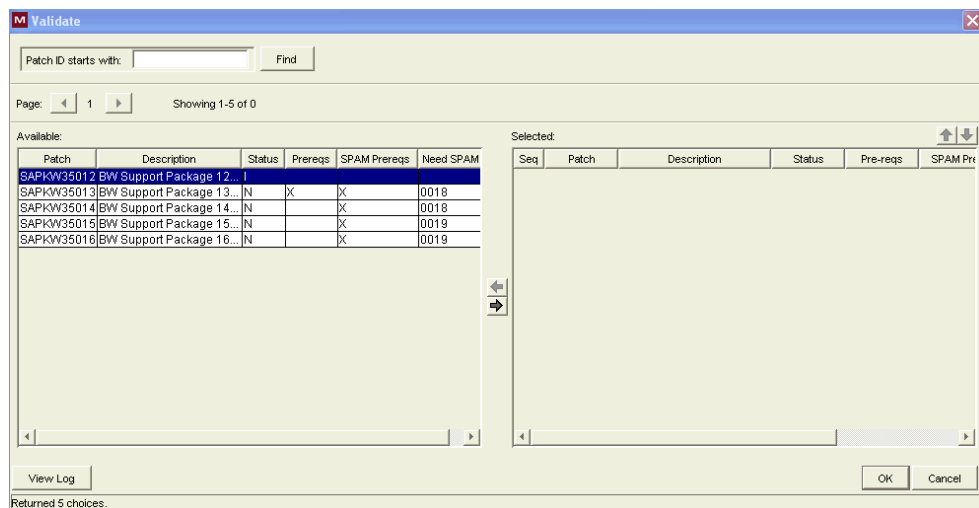 M Validate
Patch ID starts with: Find
Page: 1 Showing 1-5 of 0
Available: Selected:
Patch Description Status Prereqs SPAM Prereqs Need SPAM Seq Patch Description Status Pre-reqs SPAM Pre
SAPKW35012 BW Support Package 12... I
SAPKW35013 BW Support Package 13... N X X 0018
SAPKW35014 BW Support Package 14... N X 0018
SAPKW35015 BW Support Package 15... N X 0019
SAPKW35016 BW Support Package 16... N X 0019
View Log OK Cancel
Returned 5 choices.